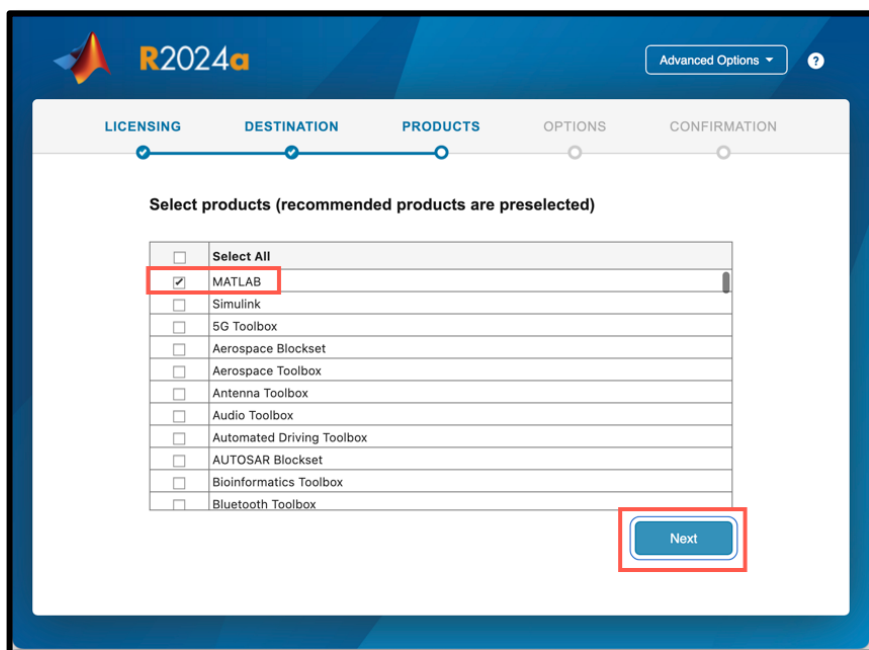 R2024a
Advanced Options
?
LICENSING DESTINATION PRODUCTS OPTIONS CONFIRMATION
Select products (recommended products are preselected)
Select All
MATLAB
Simulink
5G Toolbox
Aerospace Blockset
Aerospace Toolbox
Antenna Toolbox
Audio Toolbox
Automated Driving Toolbox
AUTOSAR Blockset
Bioinformatics Toolbox
Bluetooth Toolbox
Next